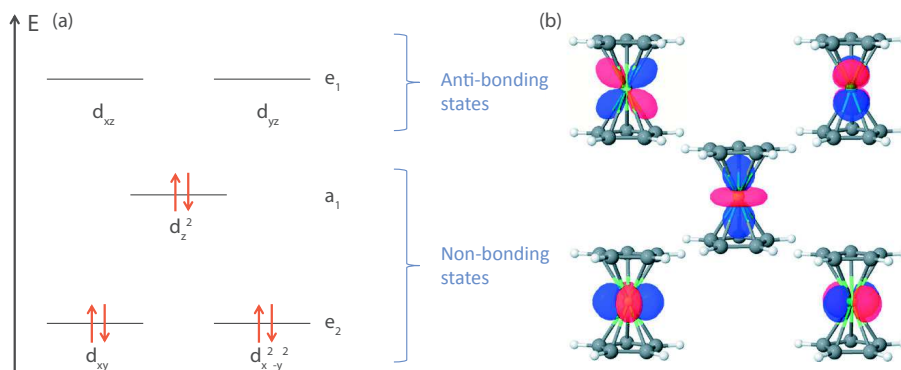 E (a)
(b)
e1
dxz
dyz
Anti-bonding
states
a1
dz2
Non-bonding
states
e2
dxy
dx2-y2